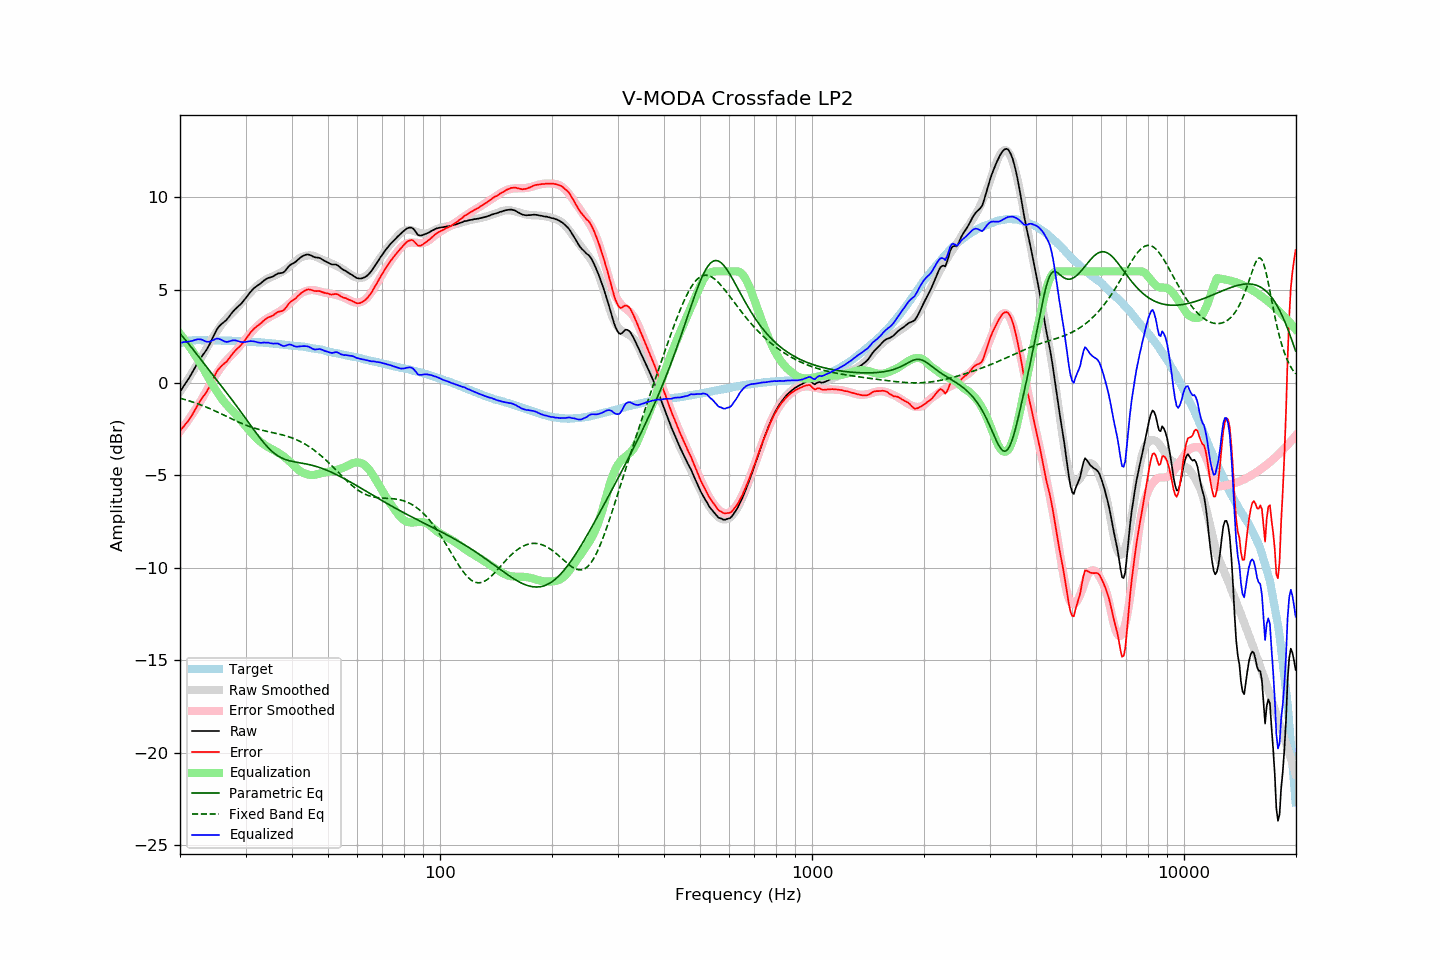 V-MODA Crossfade LP2
10
5
0
−5
−10
−15
−20
−25
Amplitude (dBr)
Target
Raw Smoothed
Error Smoothed
Raw
Error
Equalization
Parametric Eq
Fixed Band Eq
Equalized
100
1000
10000
Frequency (Hz)